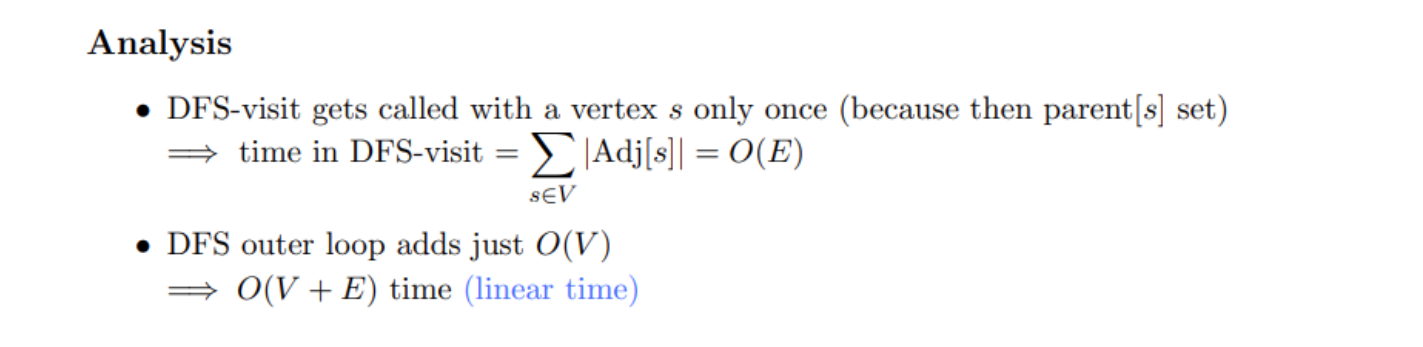 Analysis
• DFS-visit gets called with a vertex s only once (because then parent[s] set)
⟹ time in DFS-visit = ∑_{s∈V} |Adj[s]| = O(E)
• DFS outer loop adds just O(V)
⟹ O(V + E) time (linear time)